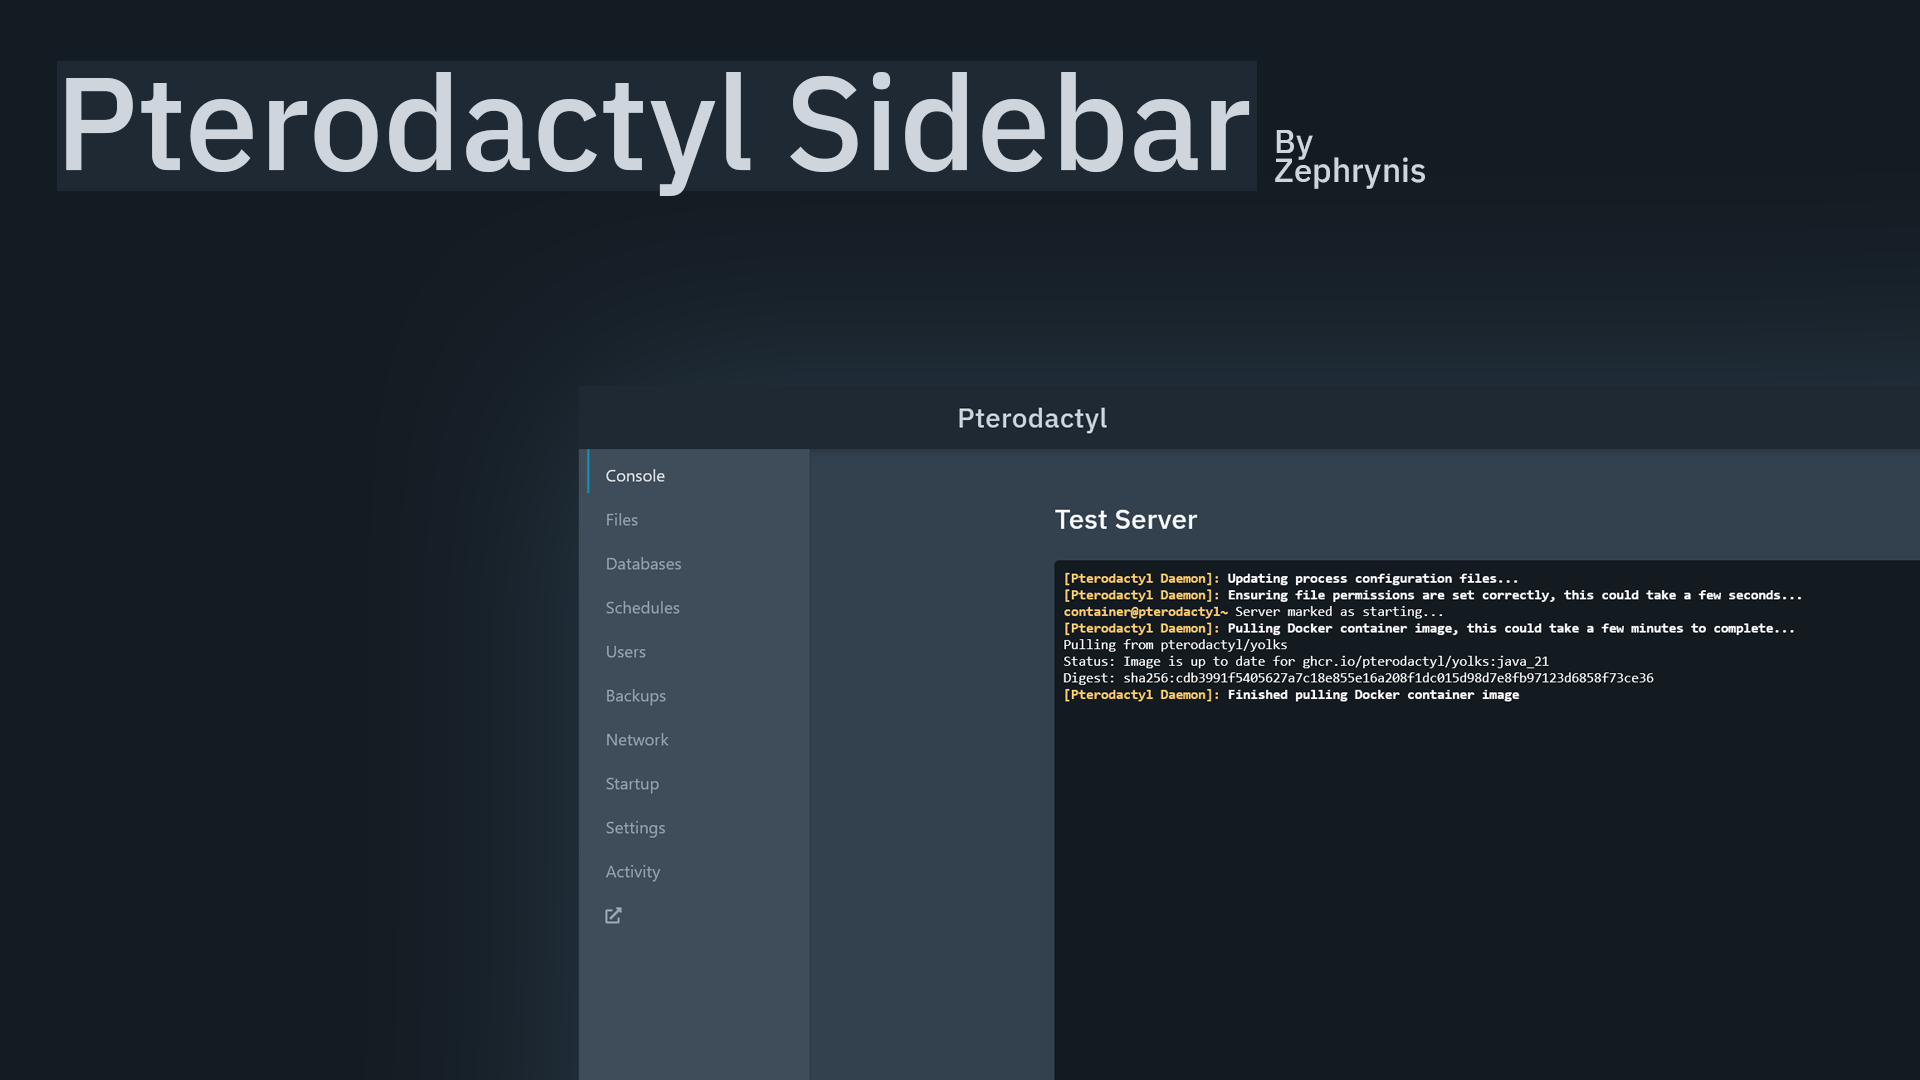 Pterodactyl Sidebar
By
Zephrynis
Pterodactyl
Console
Files
Databases
Schedules
Users
Backups
Network
Startup
Settings
Activity
Test Server
[Pterodactyl Daemon]: Updating process configuration files...
[Pterodactyl Daemon]: Ensuring file permissions are set correctly, this could take a few seconds...
container@pterodactyl~ Server marked as starting...
[Pterodactyl Daemon]: Pulling Docker container image, this could take a few minutes to complete...
Pulling from pterodactyl/yolks
Status: Image is up to date for ghcr.io/pterodactyl/yolks:java_21
Digest: sha256:cdb3991f5405627a7c18e855e16a208f1dc015d98d7e8fb97123d6858f73ce36
[Pterodactyl Daemon]: Finished pulling Docker container image